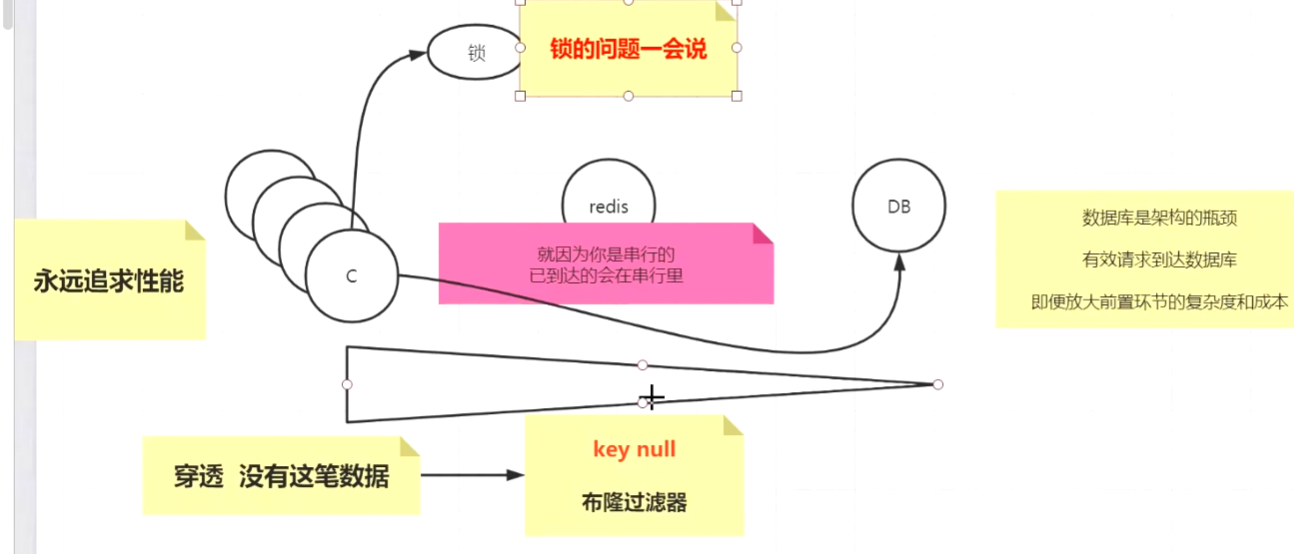 锁
锁的问题一会说
redis
DB
就因为你是串行的
已到达的会在串行里
数据库是架构的瓶颈
有效请求到达数据库
即便放大前置环节的复杂度和成本
永远追求性能
C
穿透 没有这笔数据
key null
布隆过滤器